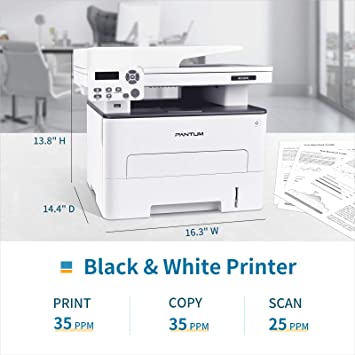 13.8" H
PANTUM
14.4" D
16.3" W
Black & White Printer
PRINT
COPY
SCAN
35 PPM
35 PPM
25 PPM